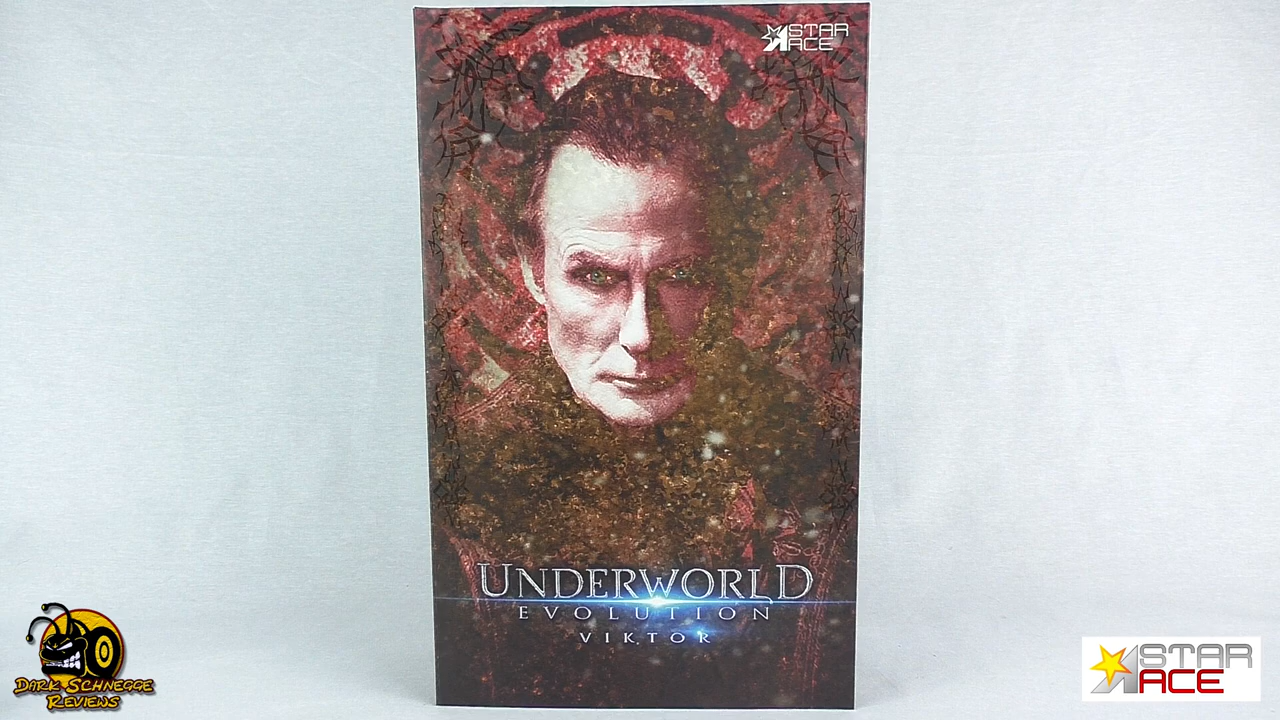 STAR
ACE
UNDERWORLD
EVOLUTION
VIKTOR
DARK SCHNEGGE
REVIEWS
STAR
ACE